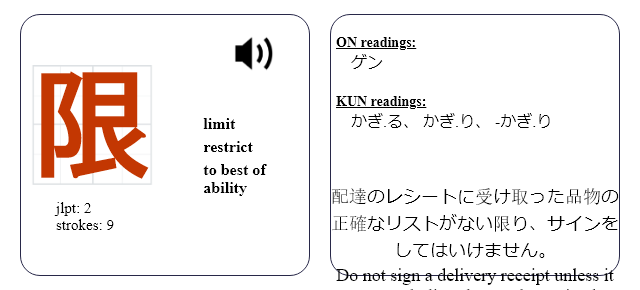 限
limit
restrict
to best of
ability
jlpt: 2
strokes: 9
ON readings:
ゲン
KUN readings:
かぎ.る、 かぎ.り、 -かぎ.り
配達のレシートに受け取った品物の
正確なリストがない限り、サインを
してはいけません。
Do not sign a delivery receipt unless it